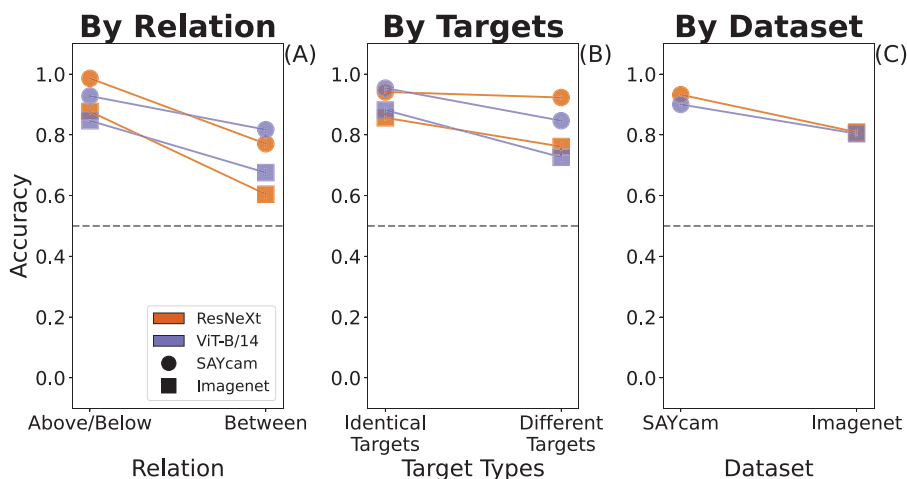 By Relation
By Targets
By Dataset
(A)
(B)
(C)
Accuracy
1.0
0.8
0.6
0.4
0.2
0.0
ResNeXt
ViT-B/14
SAYcam
Imagenet
Above/Below
Between
Relation
1.0
0.8
0.6
0.4
0.2
0.0
Identical
Targets
Different
Targets
Target Types
1.0
0.8
0.6
0.4
0.2
0.0
SAYcam
Imagenet
Dataset